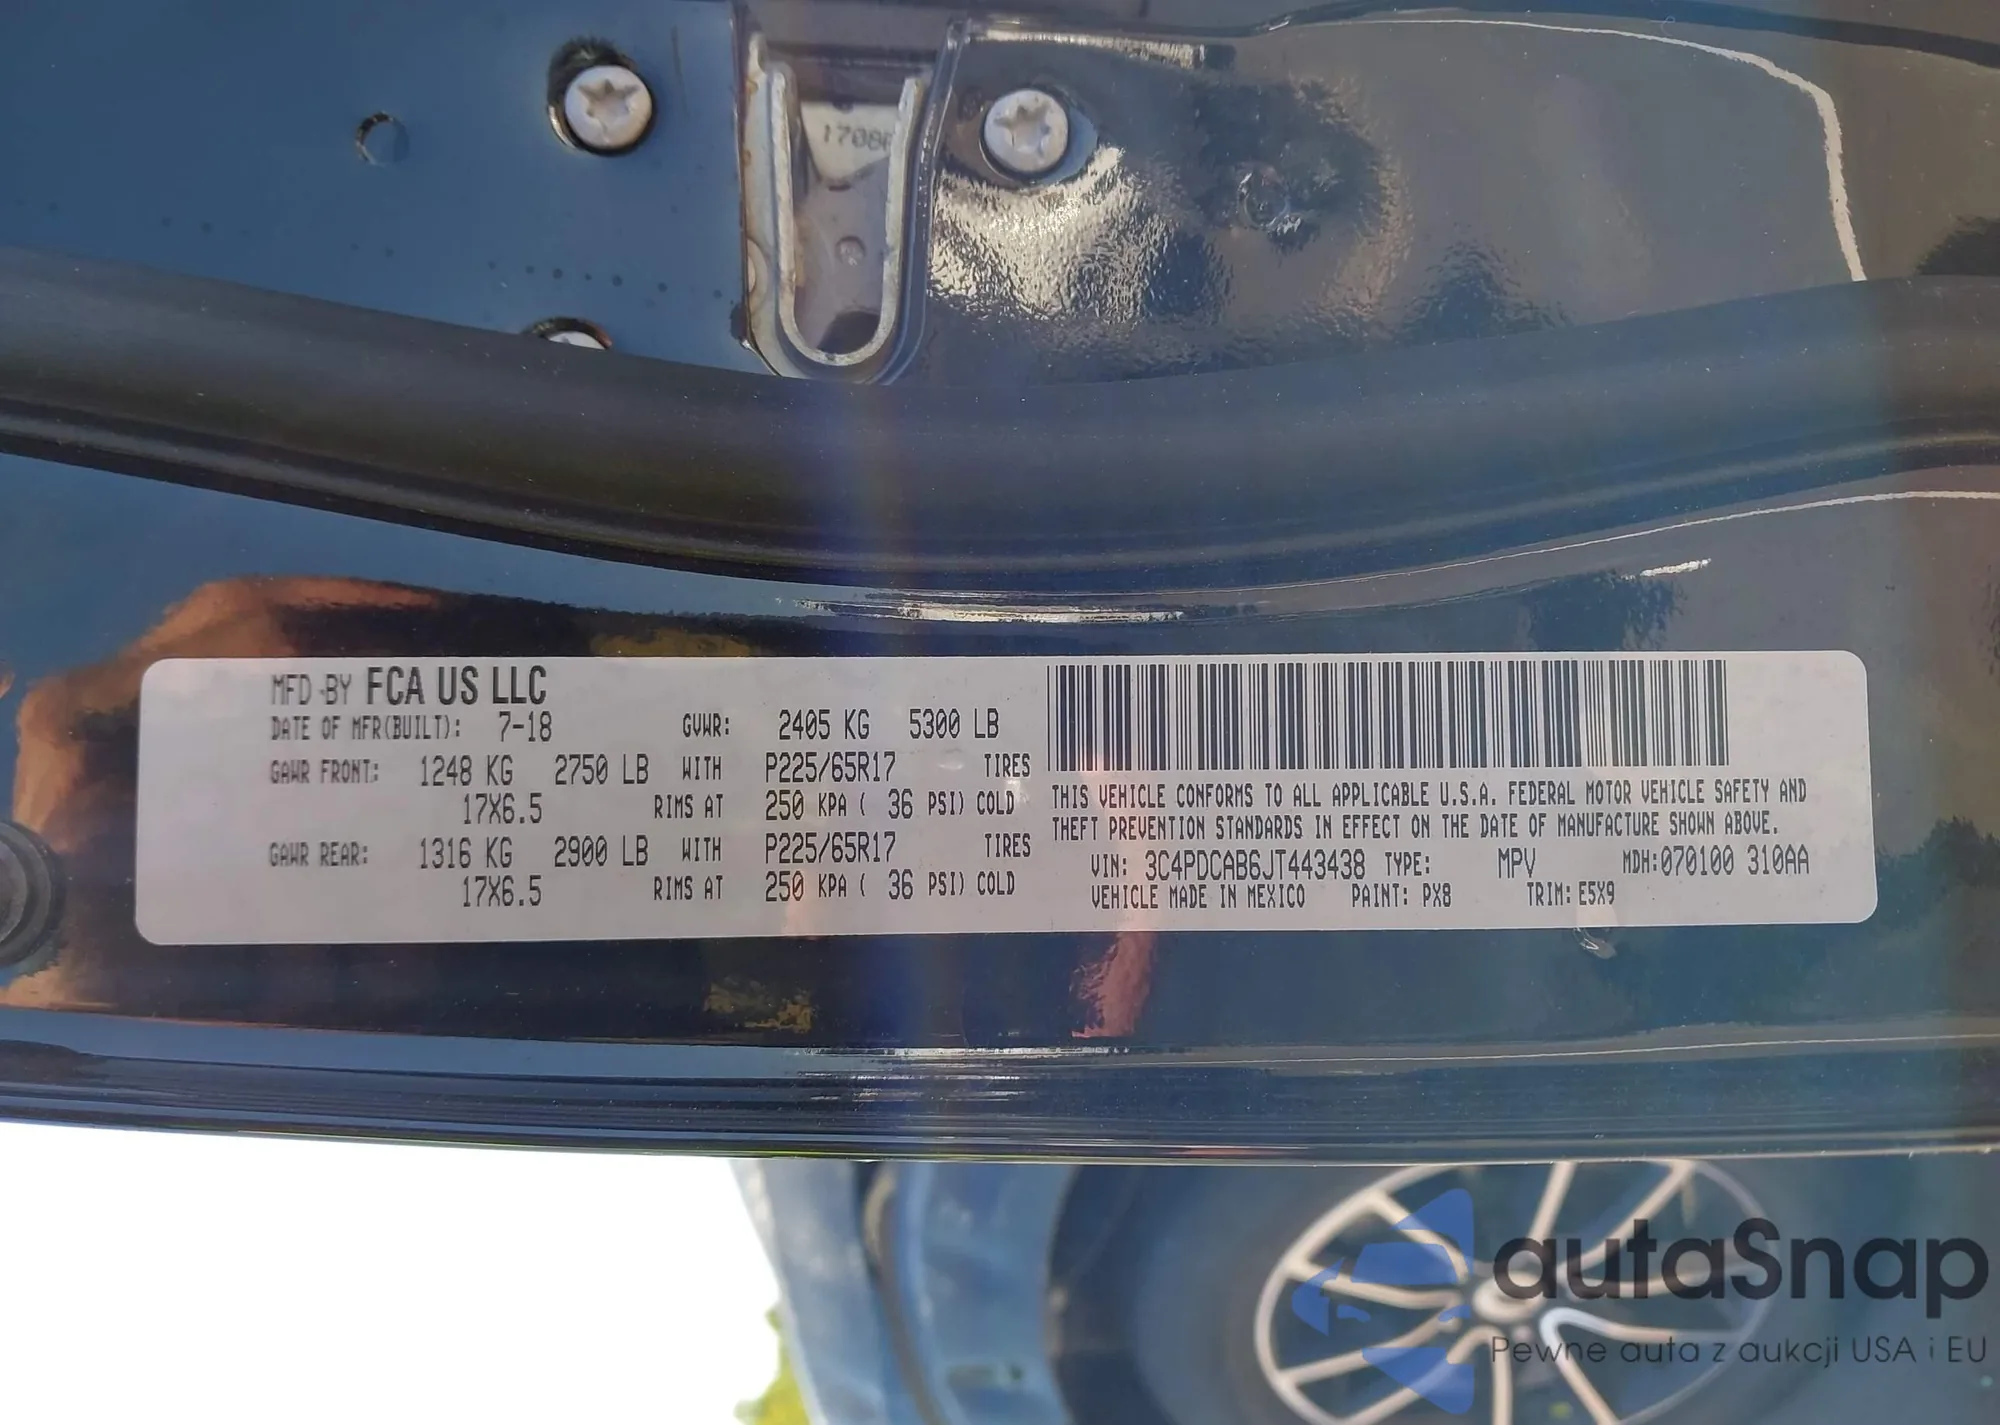 1708
MFD BY FCA US LLC
DATE OF MFR(BUILT): 7-18 GVWR: 2405 KG 5300 LB
GAWR FRONT: 1248 KG 2750 LB WITH P225/65R17 TIRES
17X6.5 RIMS AT 250 KPA ( 36 PSI) COLD
GAWR REAR: 1316 KG 2900 LB WITH P225/65R17 TIRES
17X6.5 RIMS AT 250 KPA ( 36 PSI) COLD
THIS VEHICLE CONFORMS TO ALL APPLICABLE U.S.A. FEDERAL MOTOR VEHICLE SAFETY AND
THEFT PREVENTION STANDARDS IN EFFECT ON THE DATE OF MANUFACTURE SHOWN ABOVE.
VIN: 3C4PDCAB6JT443438 TYPE: MPV MDH:070100 310AA
VEHICLE MADE IN MEXICO PAINT: PX8 TRIM: E5X9
autaSnap
Pewne auta z aukcji USA i EU